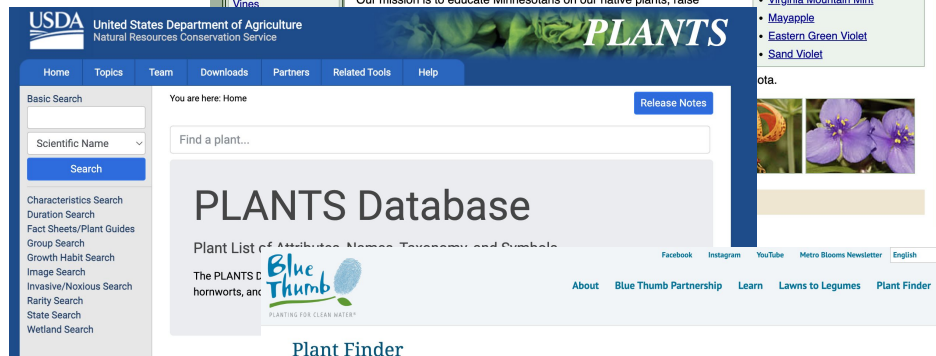 Vines
Our mission is to educate Minnesotans on our native plants, raise
Virginia Mountain Mint
Mayapple
Eastern Green Violet
Sand Violet
ota.
USDA
United States Department of Agriculture
Natural Resources Conservation Service
PLANTS
Home Topics Team Downloads Partners Related Tools Help
Basic Search
Scientific Name
Search
Characteristics Search
Duration Search
Fact Sheets/Plant Guides
Group Search
Growth Habit Search
Image Search
Invasive/Noxious Search
Rarity Search
State Search
Wetland Search
You are here: Home
Release Notes
Find a plant...
PLANTS Database
Plant List of Attributes, Names, Taxonomy, and Symbols
The PLANTS D
hornworts, and
Blue Thumb
PLANTING FOR CLEAN WATER®
Facebook Instagram YouTube Metro Blooms Newsletter English
About Blue Thumb Partnership Learn Lawns to Legumes Plant Finder
Plant Finder